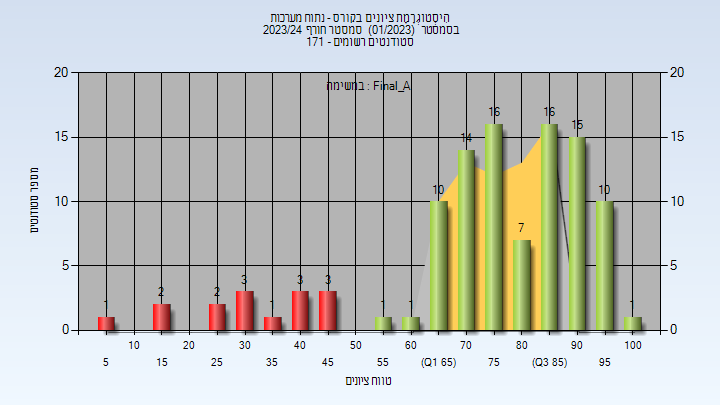 היסטוגרמת ציונים בקורס - נתוח מערכות
בסמסטר (01/2023) סמסטר חורף 2023/24
סטודנטים רשומים - 171
במשימה : Final_A
מספר סטודנטים
20 20
15 15
10 10
5 5
0 0
1 2 2 3 1 3 3 1 1 10 14 16 7 16 15 10 1
10 20 30 40 50 60 70 80 90 100
5 15 25 35 45 55 (Q1 65) 75 (Q3 85) 95
טווח ציונים